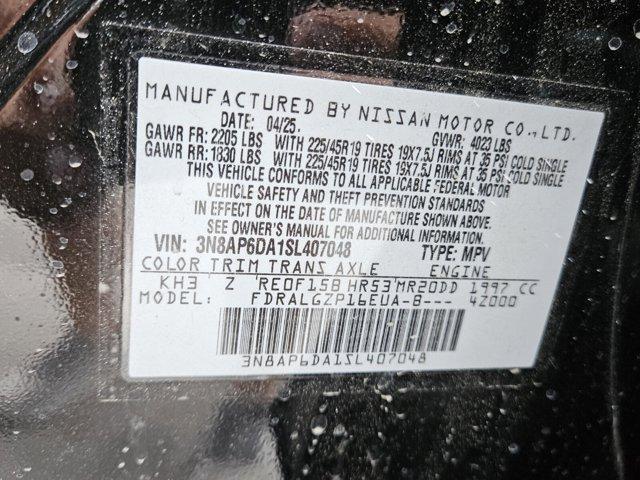 MANUFACTURED BY NISSAN MOTOR CO.,LTD.
DATE: 04/25. GVWR: 4023 LBS
GAWR FR: 2205 LBS WITH 225/45R19 TIRES 19X7.5J RIMS AT 35 PSI COLD SINGLE
GAWR RR: 1830 LBS WITH 225/45R19 TIRES 19X7.5J RIMS AT 35 PSI COLD SINGLE
THIS VEHICLE CONFORMS TO ALL APPLICABLE FEDERAL MOTOR
VEHICLE SAFETY AND THEFT PREVENTION STANDARDS
IN EFFECT ON THE DATE OF MANUFACTURE SHOWN ABOVE.
SEE OWNER'S MANUAL FOR ADDITIONAL INFORMATION.
VIN: 3N8AP6DA1SL407048 TYPE: MPV
COLOR TRIM TRANS AXLE ENGINE
KH3 Z RE0F15B HR53 MR20DD 1997 CC
MODEL: FDRALGZP16EUA-B--- 4Z000
3N8AP6DA1SL407048